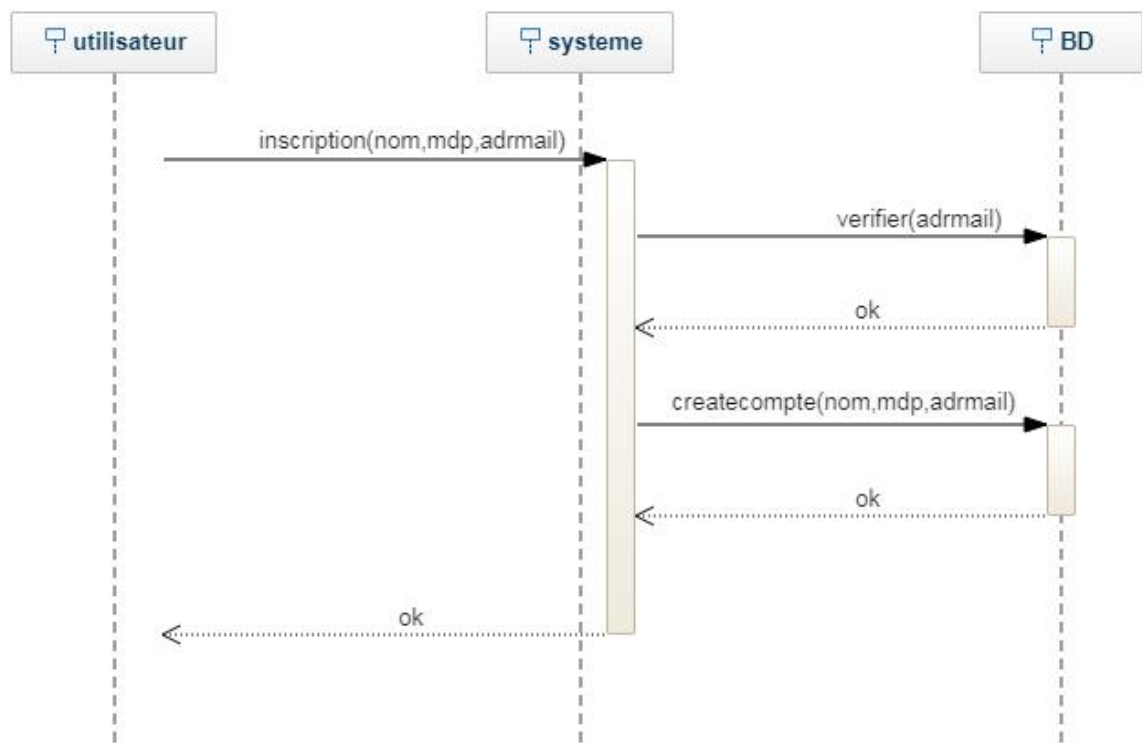 utilisateur
systeme
BD
inscription(nom,mdp,adrmail)
verifier(adrmail)
ok
createcompte(nom,mdp,adrmail)
ok
ok